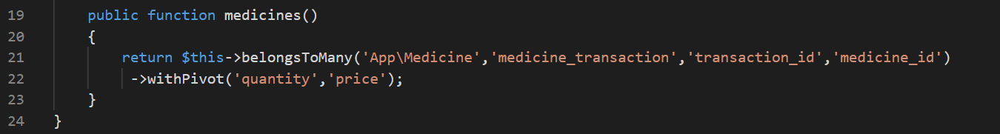 19 public function medicines()
20 {
21 return $this->belongsToMany('App\Medicine','medicine_transaction','transaction_id','medicine_id')
22 ->withPivot('quantity','price');
23 }
24 }